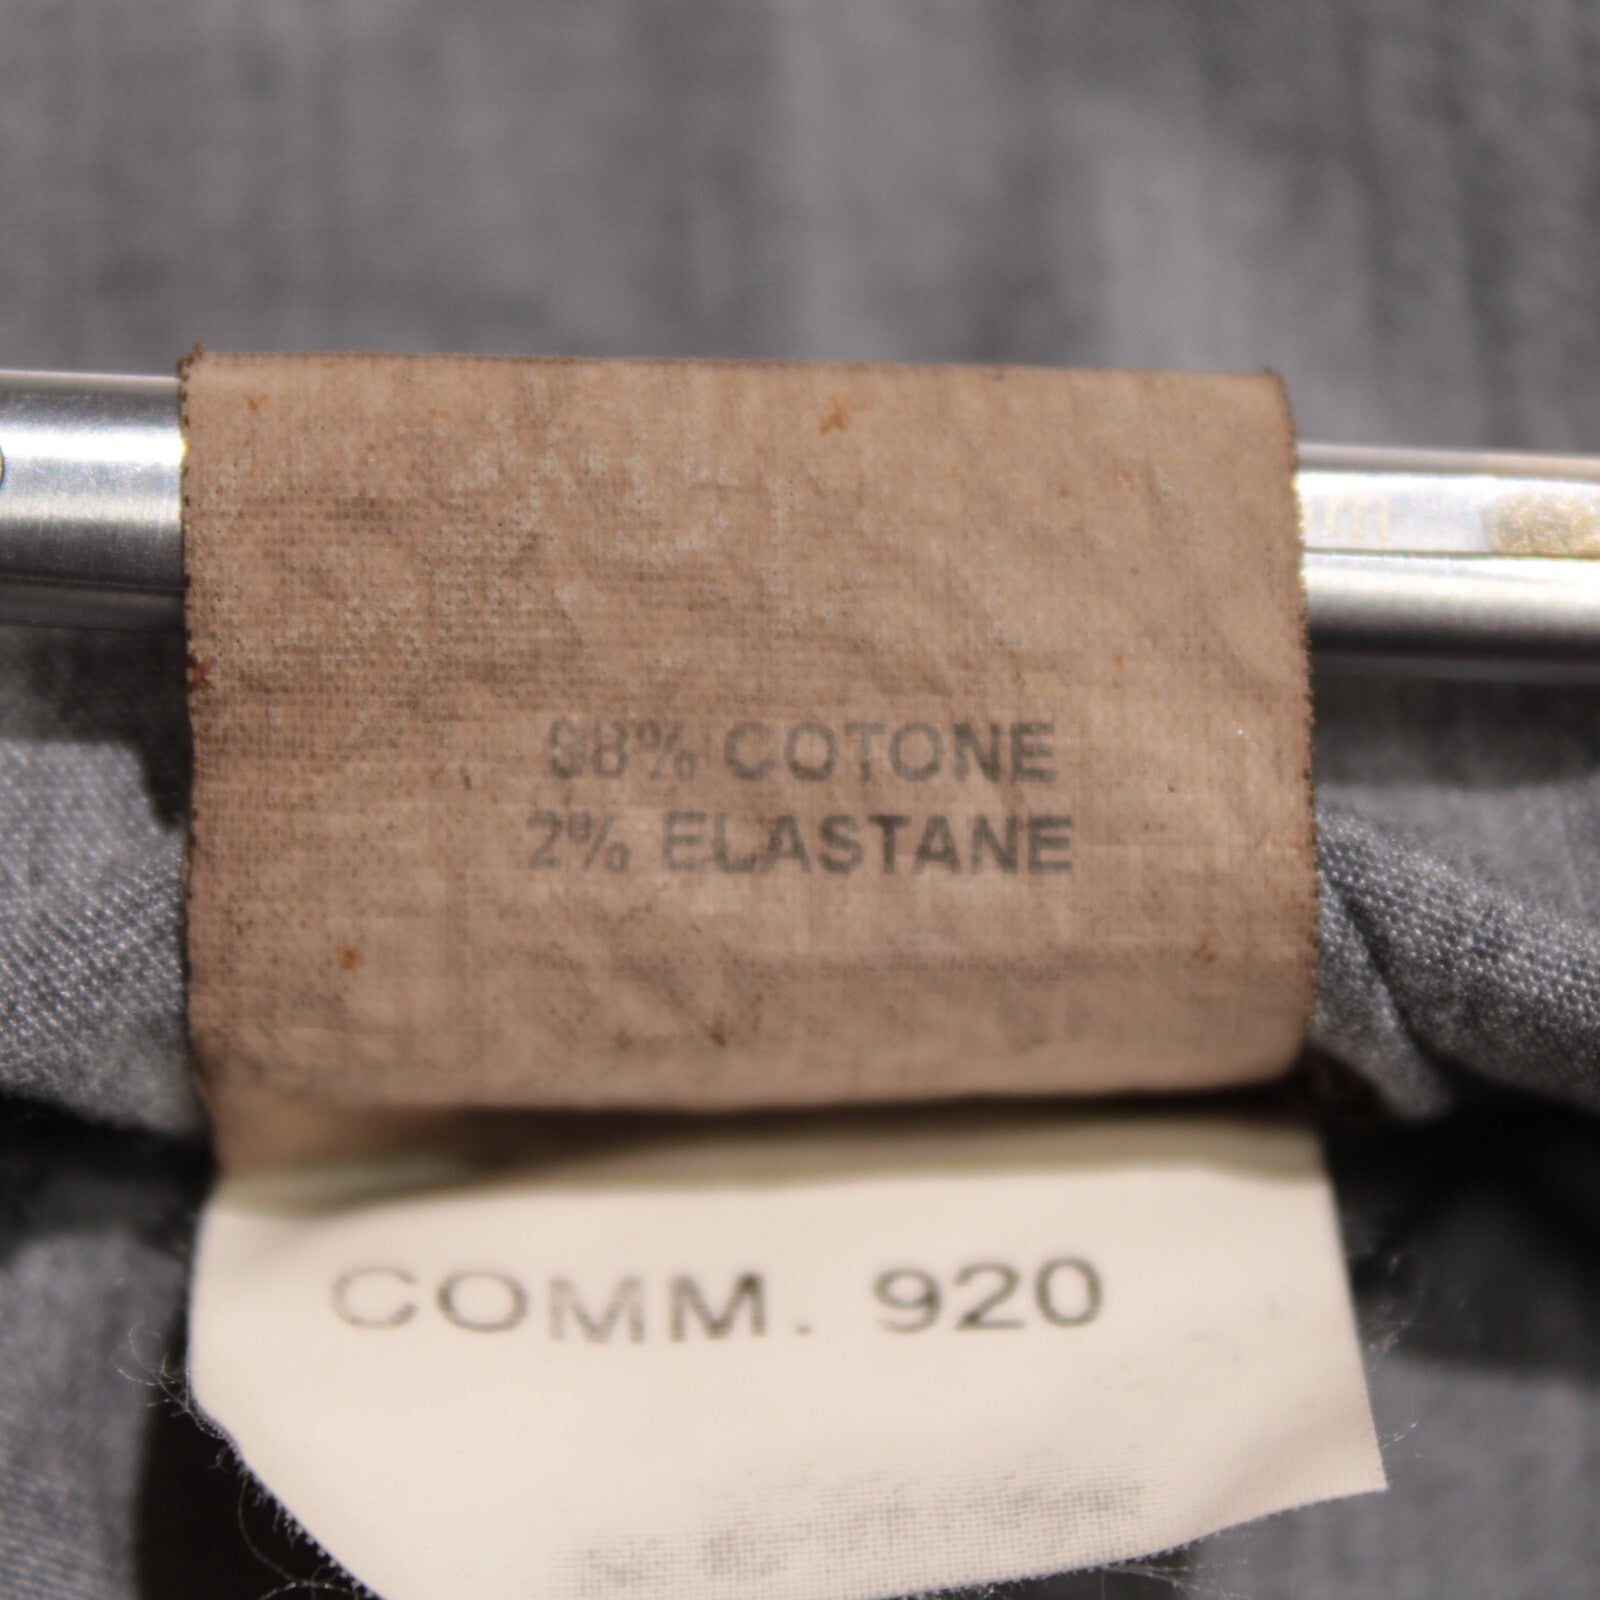 98% COTONE
2% ELASTANE
COMM. 920